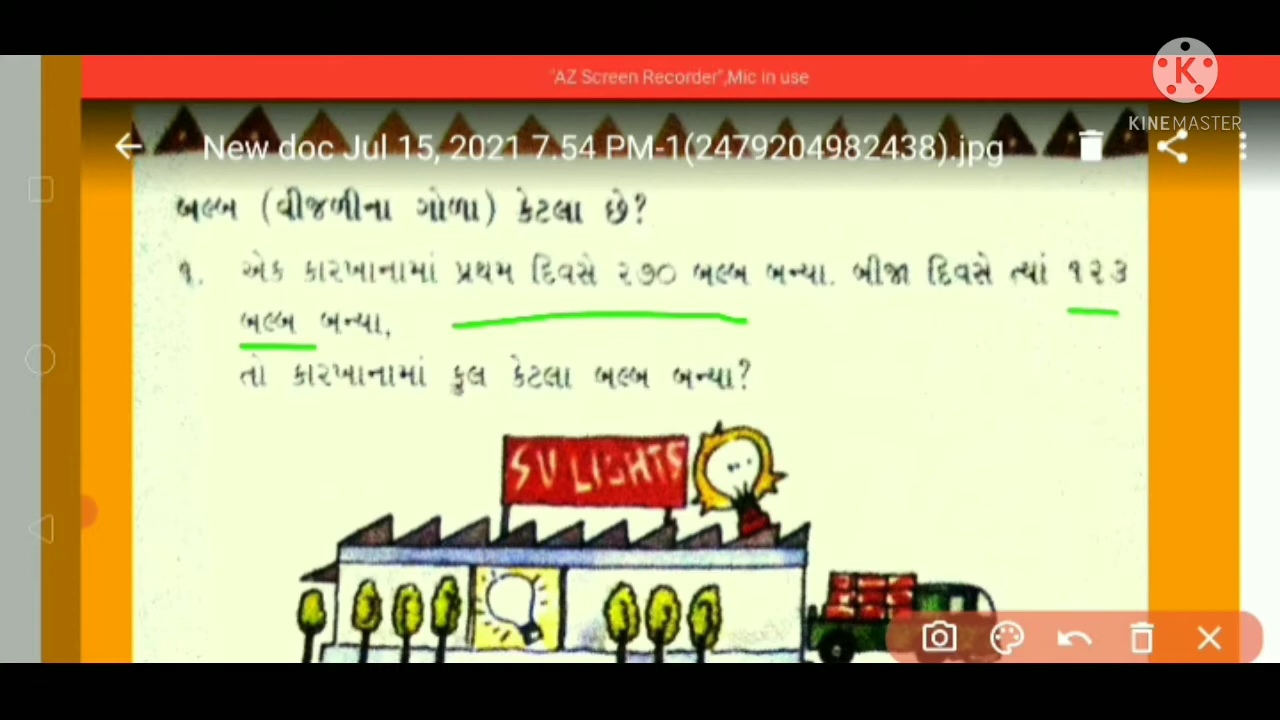 "AZ Screen Recorder",Mic in use
KINEMASTER
New doc Jul 15, 2021 7.54 PM-1(2479204982438).jpg
બલ્બ (વીજળીના ગોળા) કેટલા છે?
૧. એક કારખાનામાં પ્રથમ દિવસે ૨૭૦ બલ્બ બન્યા. બીજા દિવસે ત્યાં ૧૨૩
બલ્બ બન્યા,
તો કારખાનામાં કુલ કેટલા બલ્બ બન્યા?
SU LIGHTS